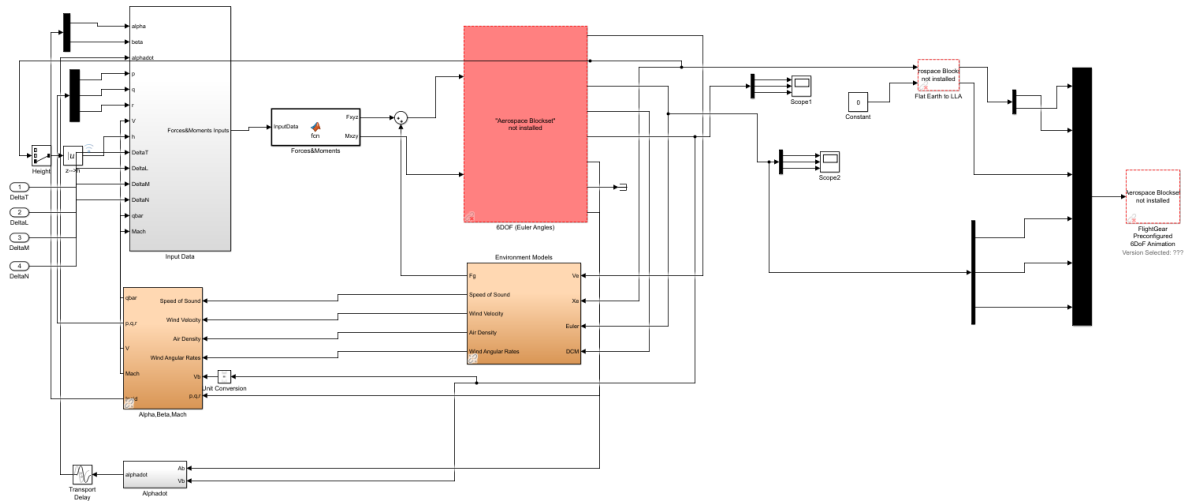 alpha
beta
alphadot
p
q
r
V
h
DeltaT
DeltaL
DeltaM
DeltaN
qbar
Mach
Forces&Moments Inputs
Input Data
Height
|u|
z-->h
1
DeltaT
2
DeltaL
3
DeltaM
4
DeltaN
InputData
fcn
Fxyz
Mxzy
Forces&Moments
"Aerospace Blockset"
not installed
6DOF (Euler Angles)
Scope1
Scope2
0
Constant
rospace Blocks
not installed
Flat Earth to LLA
Aerospace Blockset
not installed
FlightGear
Preconfigured
6DoF Animation
Version Selected: ???
Environment Models
Fg
Speed of Sound
Wind Velocity
Air Density
Wind Angular Rates
Ve
Xe
Euler
DCM
qbar
p,q,r
V
Mach
Speed of Sound
Wind Velocity
Air Density
Wind Angular Rates
Vb
p,q,r
Alpha,Beta,Mach
Unit Conversion
Transport
Delay
alphadot
Ab
Vb
Alphadot